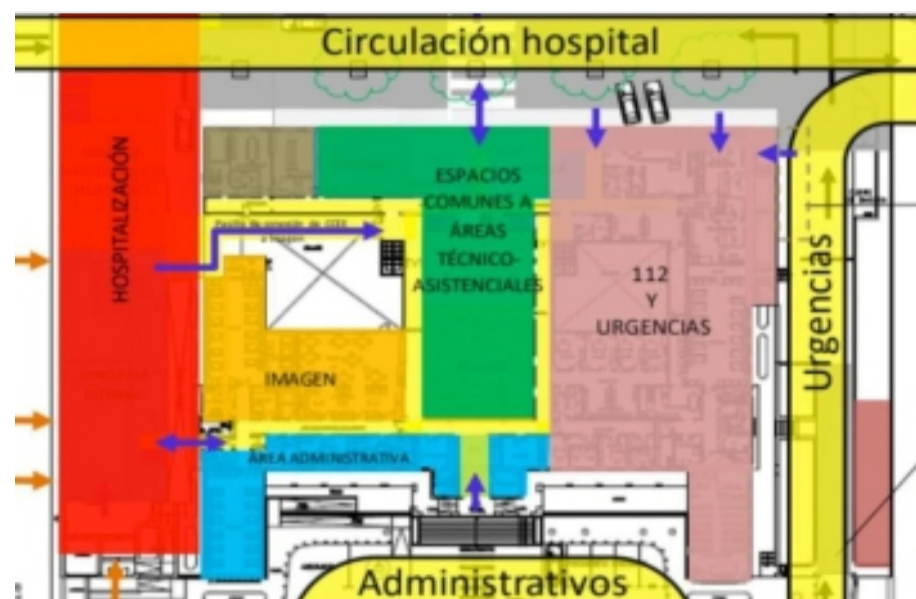 Circulación hospital
HOSPITALIZACIÓN
ESPACIOS
COMUNES A
ÁREAS
TÉCNICO-
ASISTENCIALES
112
Y
URGENCIAS
Urgencias
IMAGEN
ÁREA ADMINISTRATIVA
Administrativos